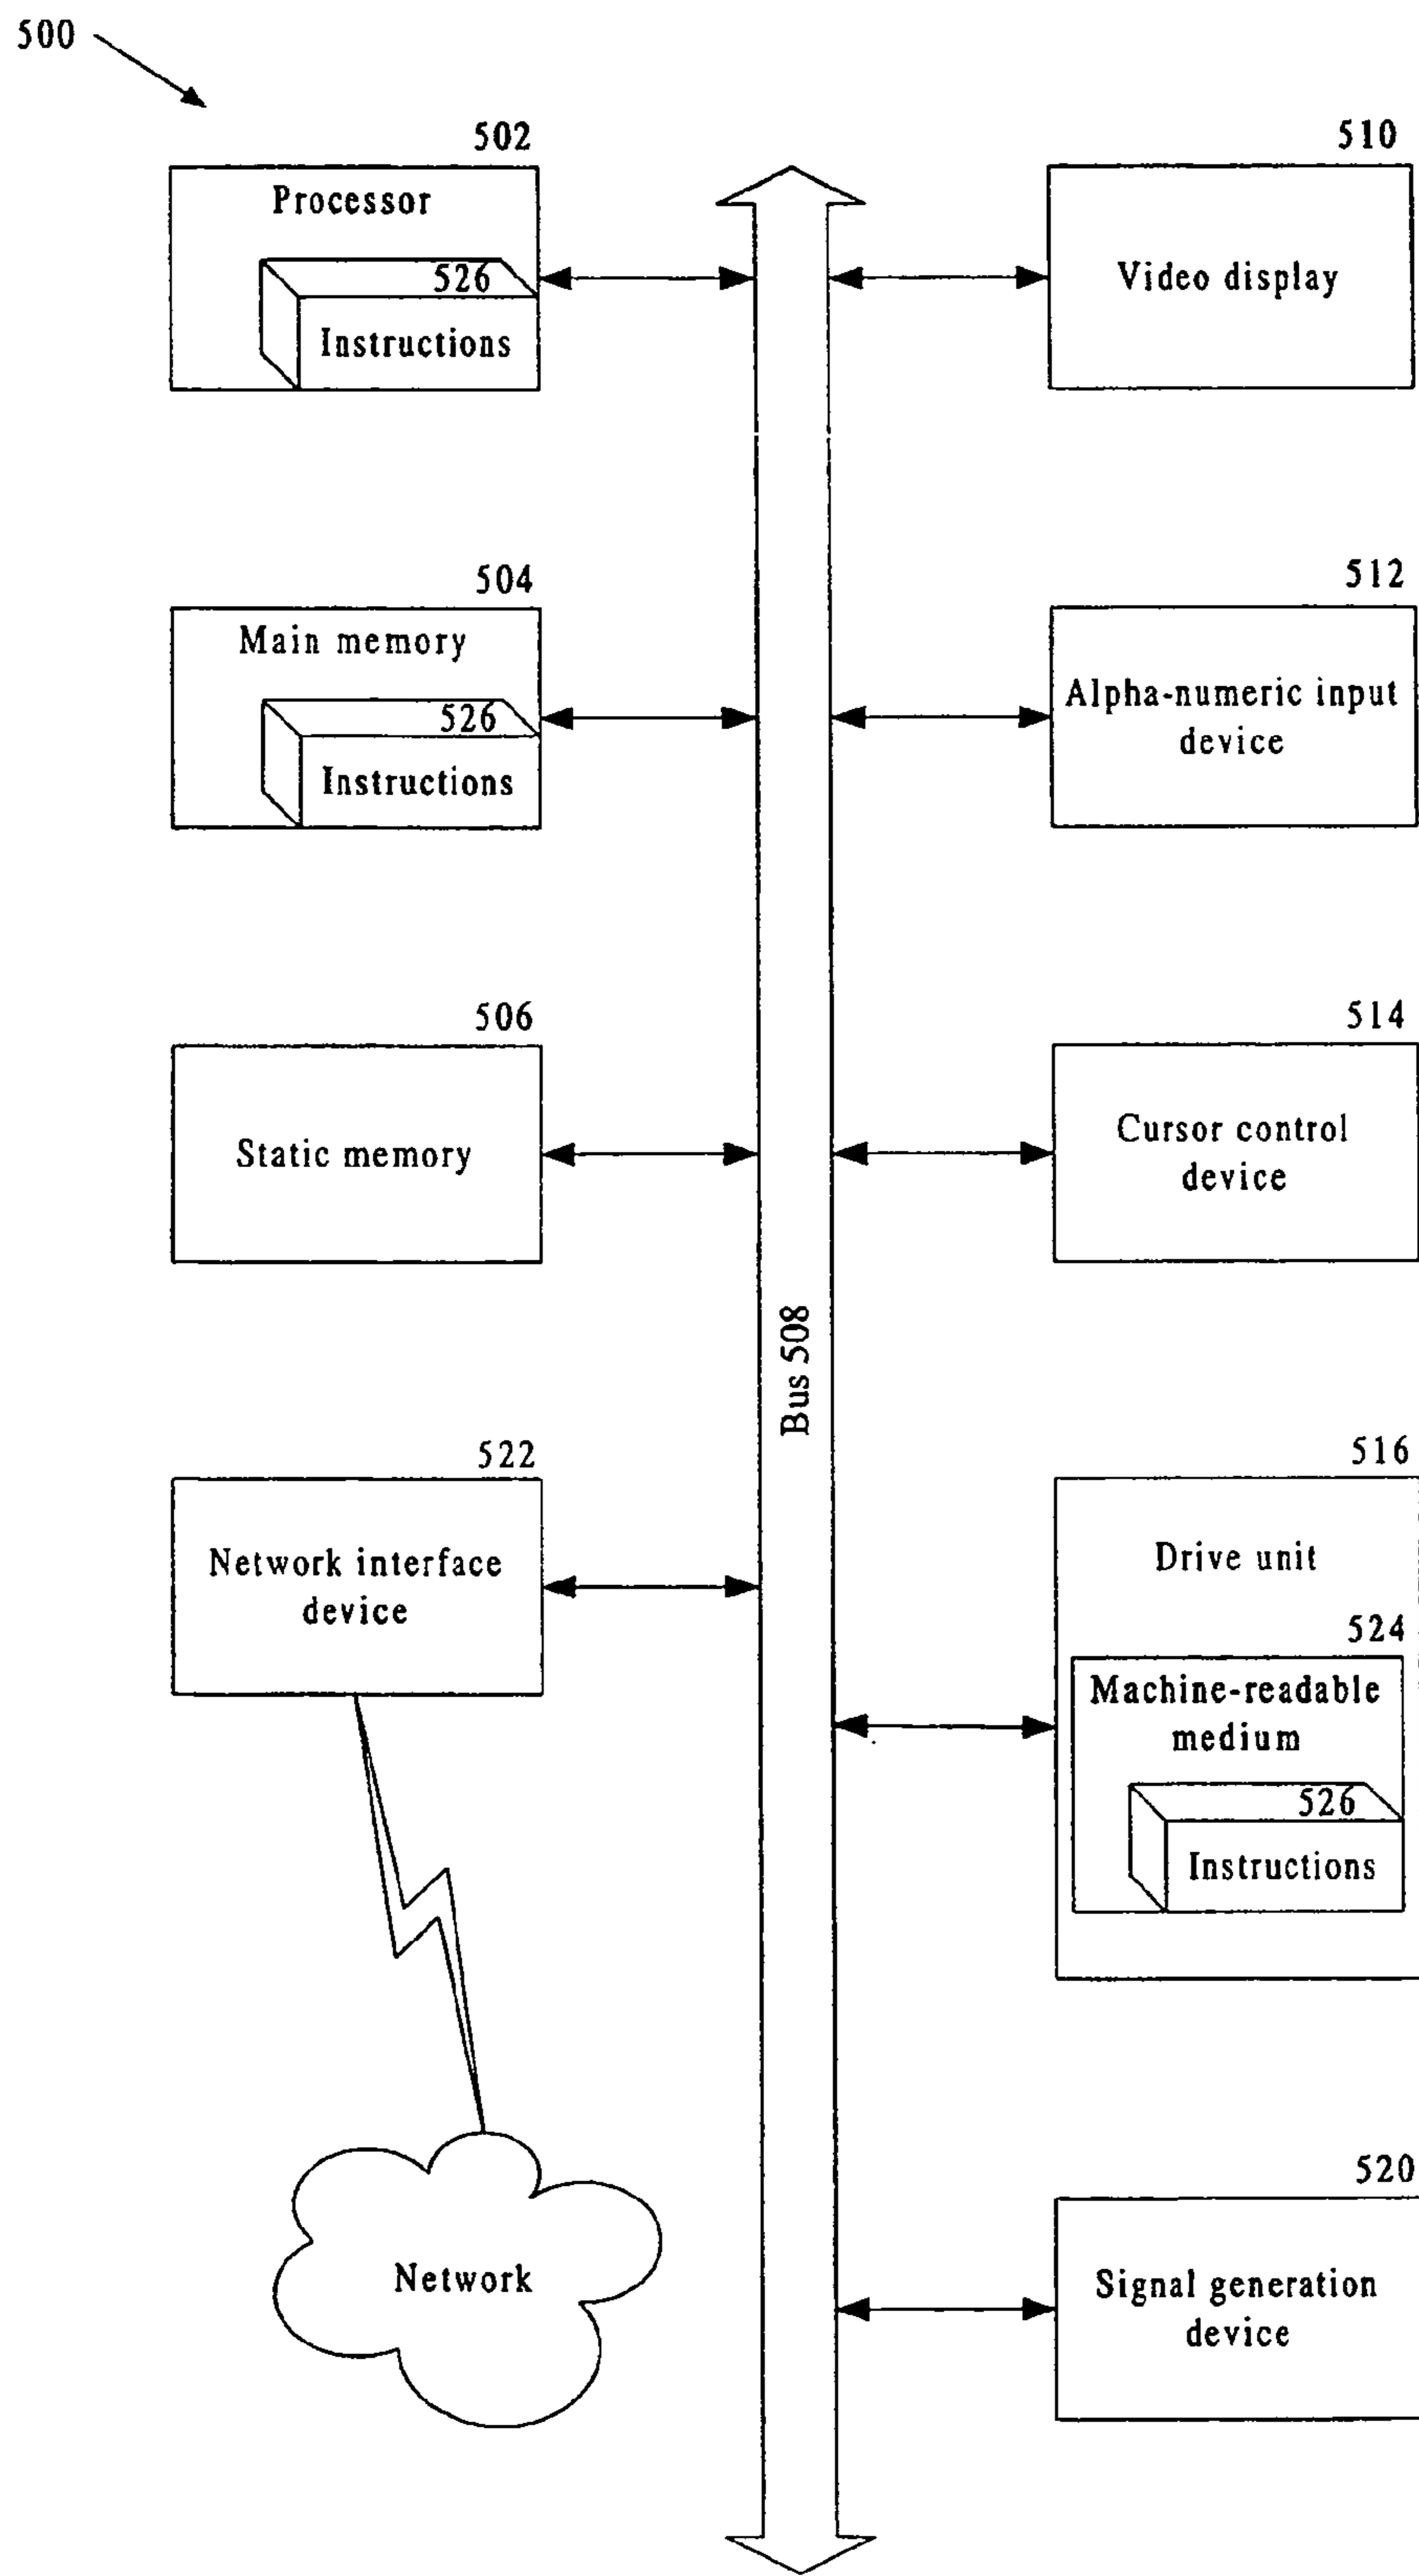 500
502
Processor
526
Instructions
510
Video display
504
Main memory
526
Instructions
512
Alpha-numeric input
device
506
Static memory
514
Cursor control
device
Bus 508
522
Network interface
device
516
Drive unit
524
Machine-readable
medium
526
Instructions
Network
520
Signal generation
device